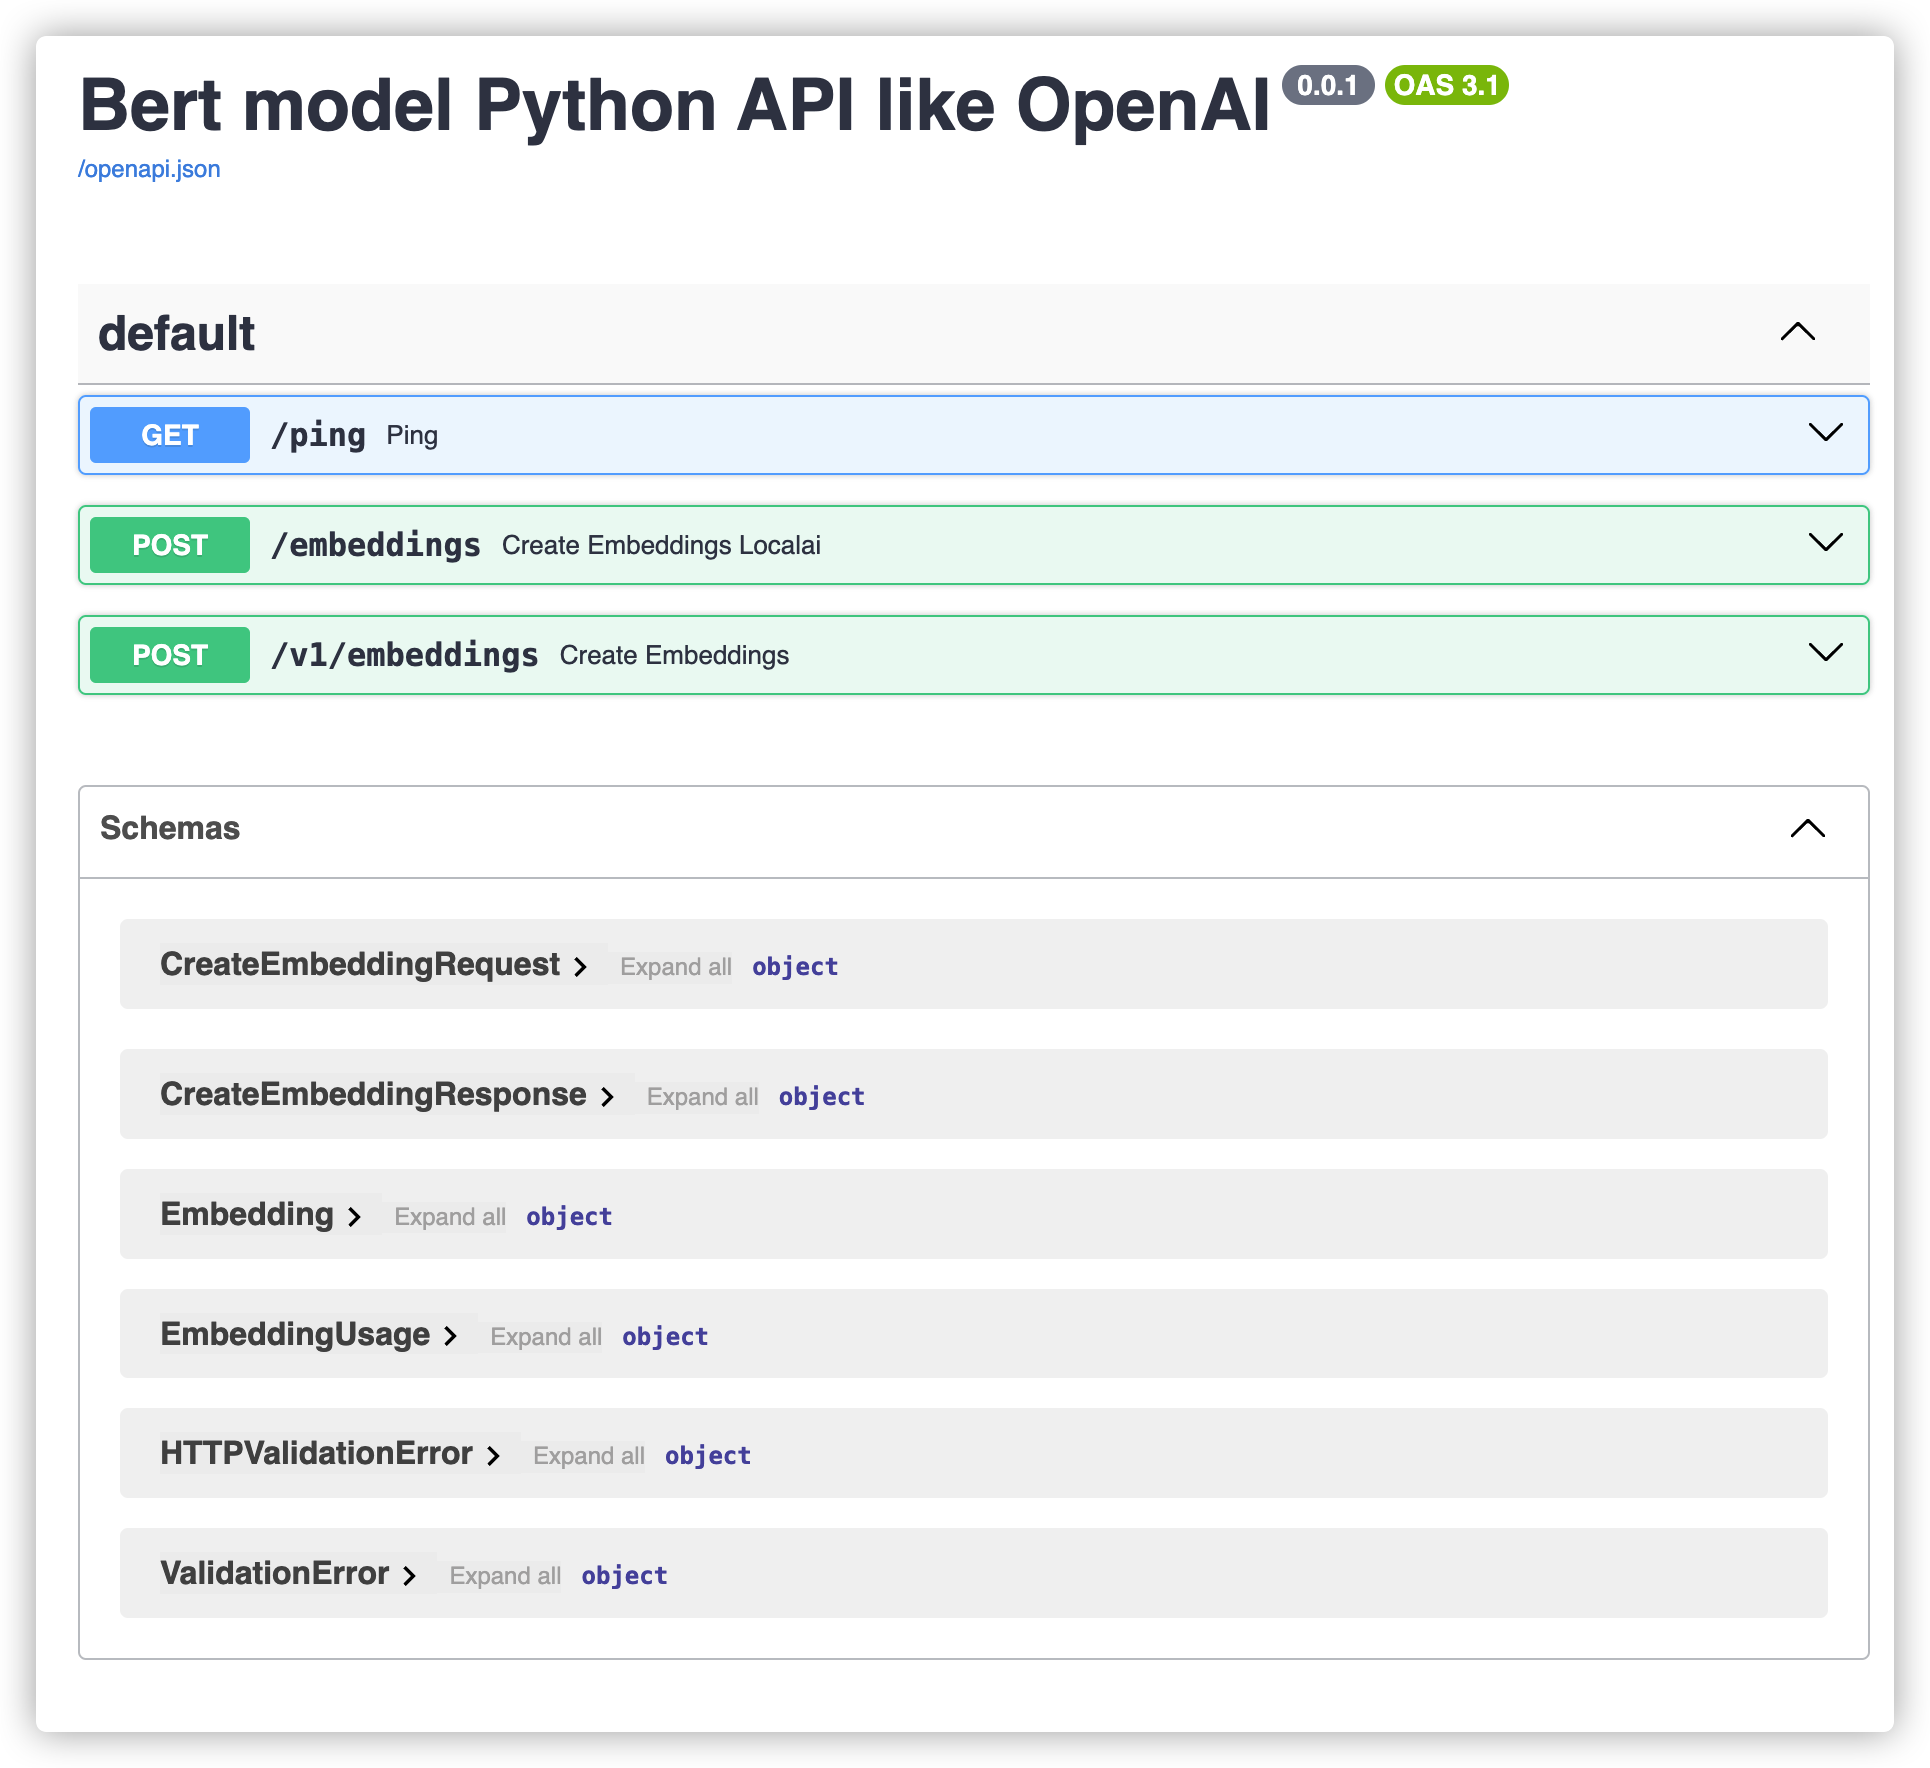 Bert model Python API like OpenAI 0.0.1 OAS 3.1
/openapi.json
default
GET /ping Ping
POST /embeddings Create Embeddings Localai
POST /v1/embeddings Create Embeddings
Schemas
CreateEmbeddingRequest Expand all object
CreateEmbeddingResponse Expand all object
Embedding Expand all object
EmbeddingUsage Expand all object
HTTPValidationError Expand all object
ValidationError Expand all object